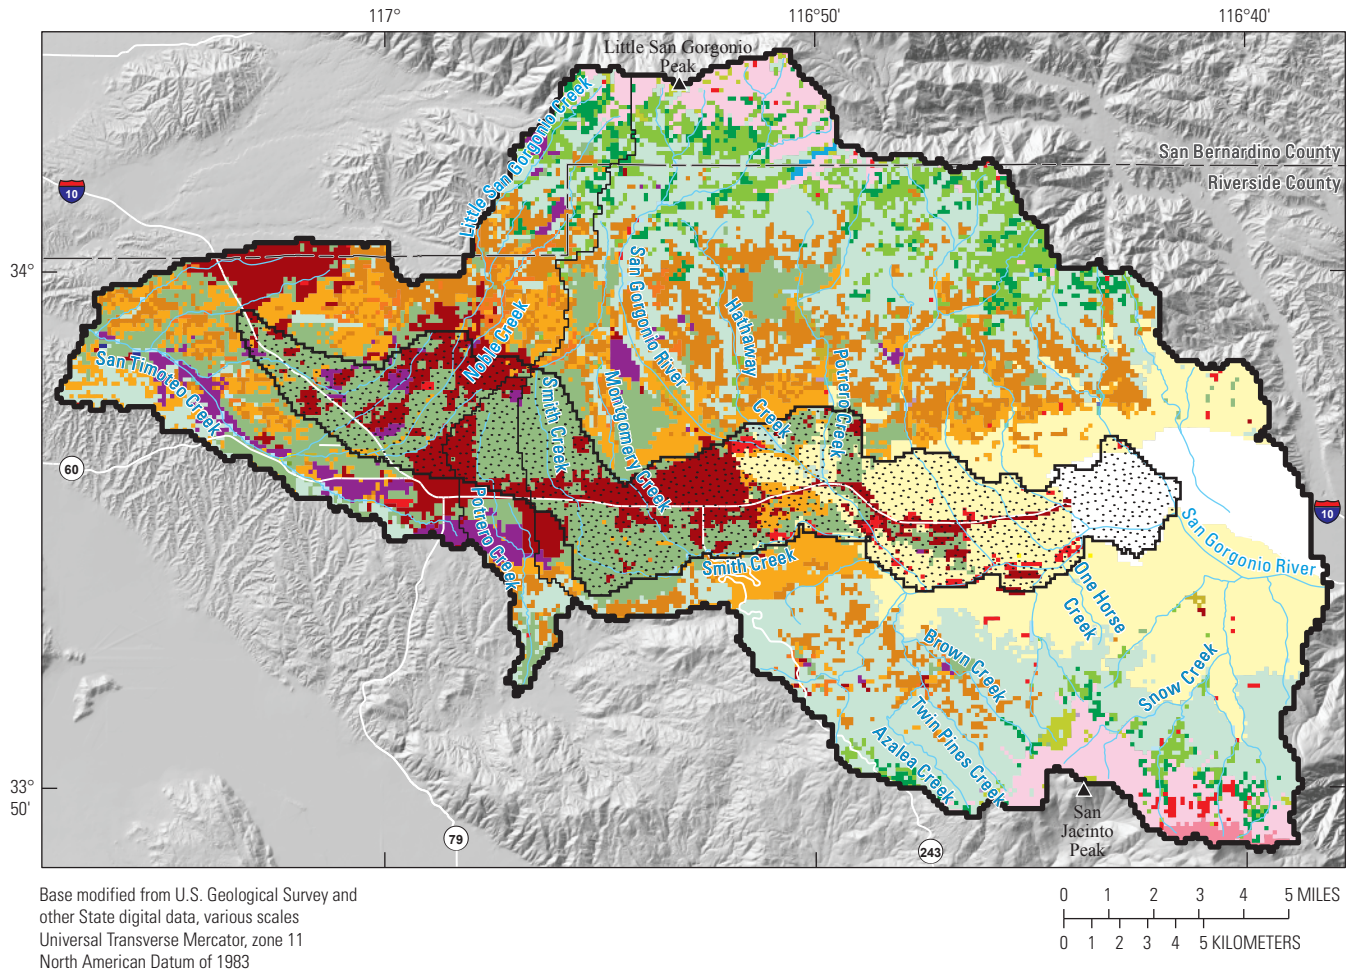 117°
116°50'
116°40'
Little San Gorgonio
Peak
San Bernardino County
Riverside County
10
Little San Gorgonio Creek
34°
San Gorgonio River
Hathaway
Creek
Noble Creek
Potrero Creek
San Timoteo Creek
Smith Creek
Montgomery Creek
60
Potrero Creek
Smith Creek
10
San Gorgonio River
One Horse
Creek
Brown Creek
Snow Creek
Twin Pines Creek
Azalea Creek
33°
50'
San
Jacinto
Peak
79
243
Base modified from U.S. Geological Survey and
other State digital data, various scales
Universal Transverse Mercator, zone 11
North American Datum of 1983
0 1 2 3 4 5 MILES
0 1 2 3 4 5 KILOMETERS